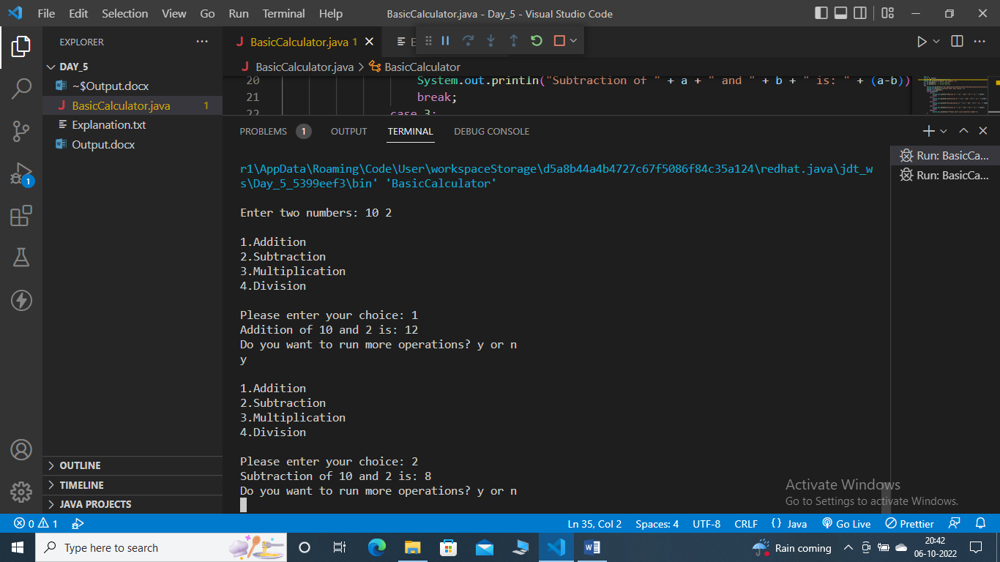 File Edit Selection View Go Run Terminal Help BasicCalculator.java - Day_5 - Visual Studio Code
EXPLORER
DAY_5
~$Output.docx
BasicCalculator.java 1
Explanation.txt
Output.docx
OUTLINE
TIMELINE
JAVA PROJECTS
BasicCalculator.java 1
BasicCalculator.java > BasicCalculator
20 System.out.println("Subtraction of " + a + " and " + b + " is: " + (a-b))
21 break;
22 case 3:
PROBLEMS 1 OUTPUT TERMINAL DEBUG CONSOLE
Run: BasicCa...
Run: BasicCa...
r1\AppData\Roaming\Code\User\workspaceStorage\d5a8b44a4b4727c67f5086f84c35a124\redhat.java\jdt_w
s\Day_5_5399eef3\bin' 'BasicCalculator'
Enter two numbers: 10 2
1.Addition
2.Subtraction
3.Multiplication
4.Division
Please enter your choice: 1
Addition of 10 and 2 is: 12
Do you want to run more operations? y or n
y
1.Addition
2.Subtraction
3.Multiplication
4.Division
Please enter your choice: 2
Subtraction of 10 and 2 is: 8
Do you want to run more operations? y or n
Activate Windows
Go to Settings to activate Windows.
1
0 1 Ln 35, Col 2 Spaces: 4 UTF-8 CRLF {} Java Go Live Prettier
Type here to search Rain coming 20:42
06-10-2022